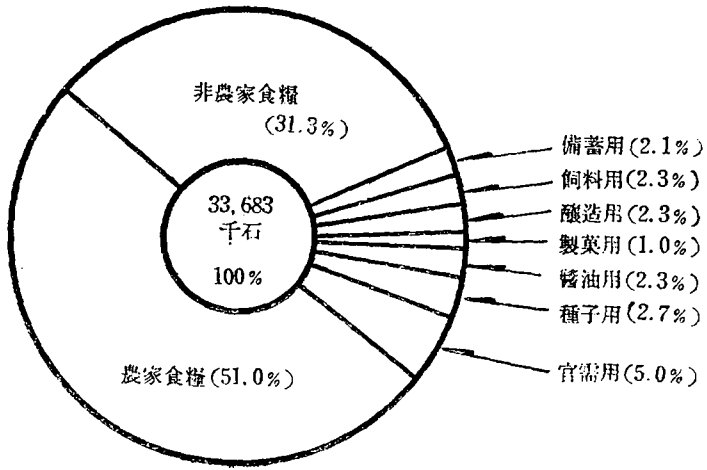 非農家食糧
(31.3%)
33,683
千石
100%
農家食糧(51.0%)
備蓄用(2.1%)
飼料用(2.3%)
釀造用(2.3%)
製菓用(1.0%)
醬油用(2.3%)
種子用(2.7%)
官需用(5.0%)